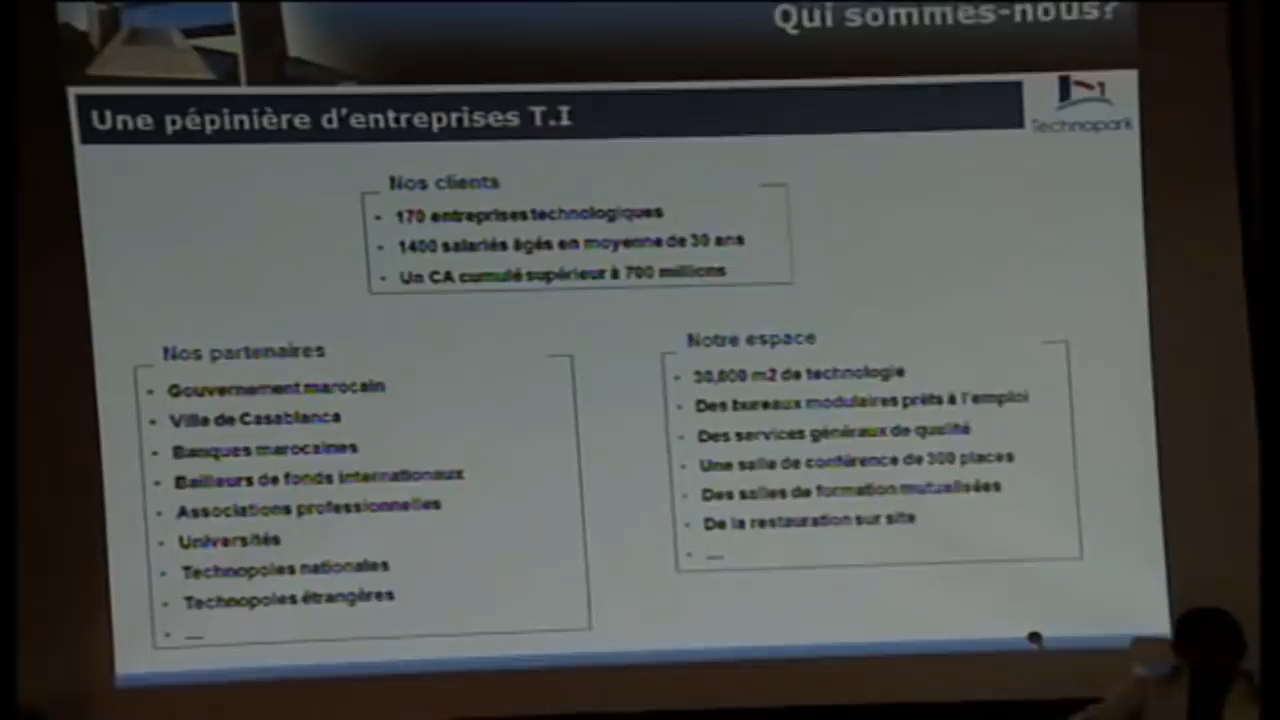 Qui sommes-nous?
Une pépinière d'entreprises T.I
Technopark
Nos clients
• 170 entreprises technologiques
• 1400 salariés âgés en moyenne de 30 ans
• Un CA cumulé supérieur à 700 millions
Nos partenaires
• Gouvernement marocain
• Ville de Casablanca
• Banques marocaines
• Bailleurs de fonds internationaux
• Associations professionnelles
• Universités
• Technopoles nationales
• Technopoles étrangères
• ...
Notre espace
• 30,000 m2 de technologie
• Des bureaux modulaires prêts à l'emploi
• Des services généraux de qualité
• Une salle de conférence de 300 places
• Des salles de formation mutualisées
• De la restauration sur site
• ...